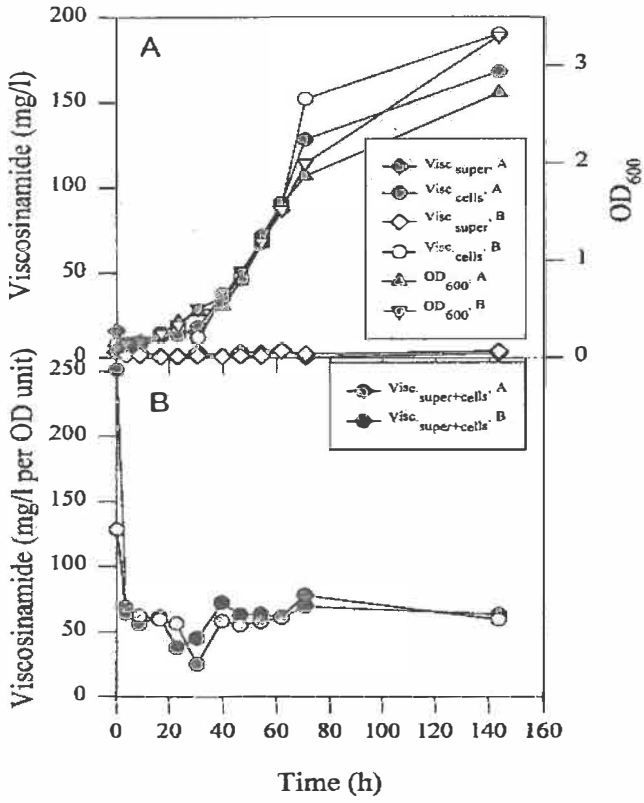 A
Viscosinamide (mg/l)
200
150
100
50
0
OD600
3
2
1
0
Visc.super. A
Visc.cells. A
Visc.super. B
Visc.cells. B
OD600. A
OD600. B
B
Viscosinamide (mg/l per OD unit)
250
200
150
100
50
0
Visc.super+cells. A
Visc.super+cells. B
0 20 40 60 80 100 120 140 160
Time (h)